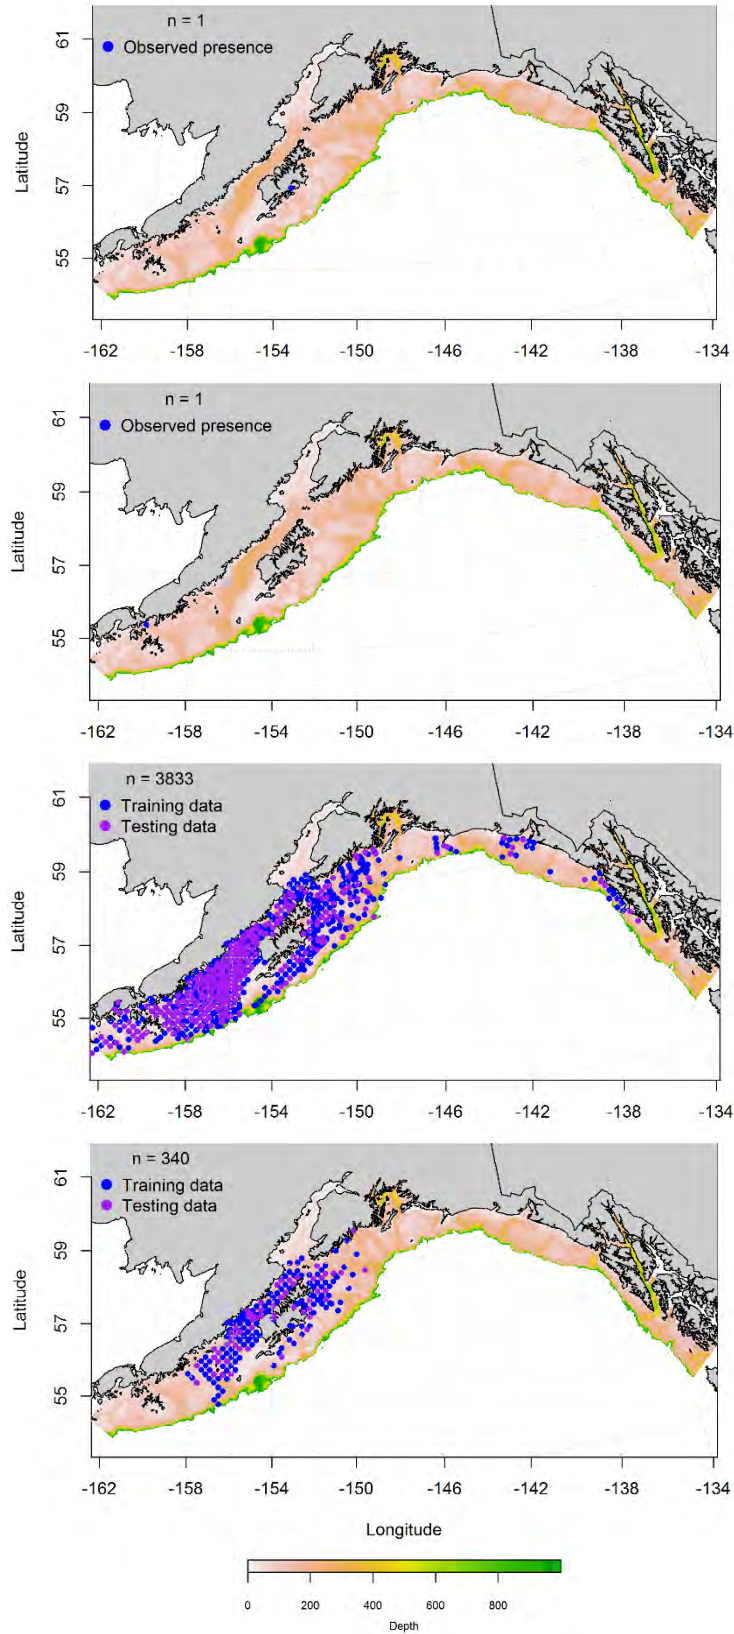 n = 1
Observed presence
61
59
57
55
Latitude
-162 -158 -154 -150 -146 -142 -138 -134
n = 1
Observed presence
61
59
57
55
Latitude
-162 -158 -154 -150 -146 -142 -138 -134
n = 3833
Training data
Testing data
61
59
57
55
Latitude
-162 -158 -154 -150 -146 -142 -138 -134
n = 340
Training data
Testing data
61
59
57
55
Latitude
-162 -158 -154 -150 -146 -142 -138 -134
Longitude
0 200 400 600 800
Depth